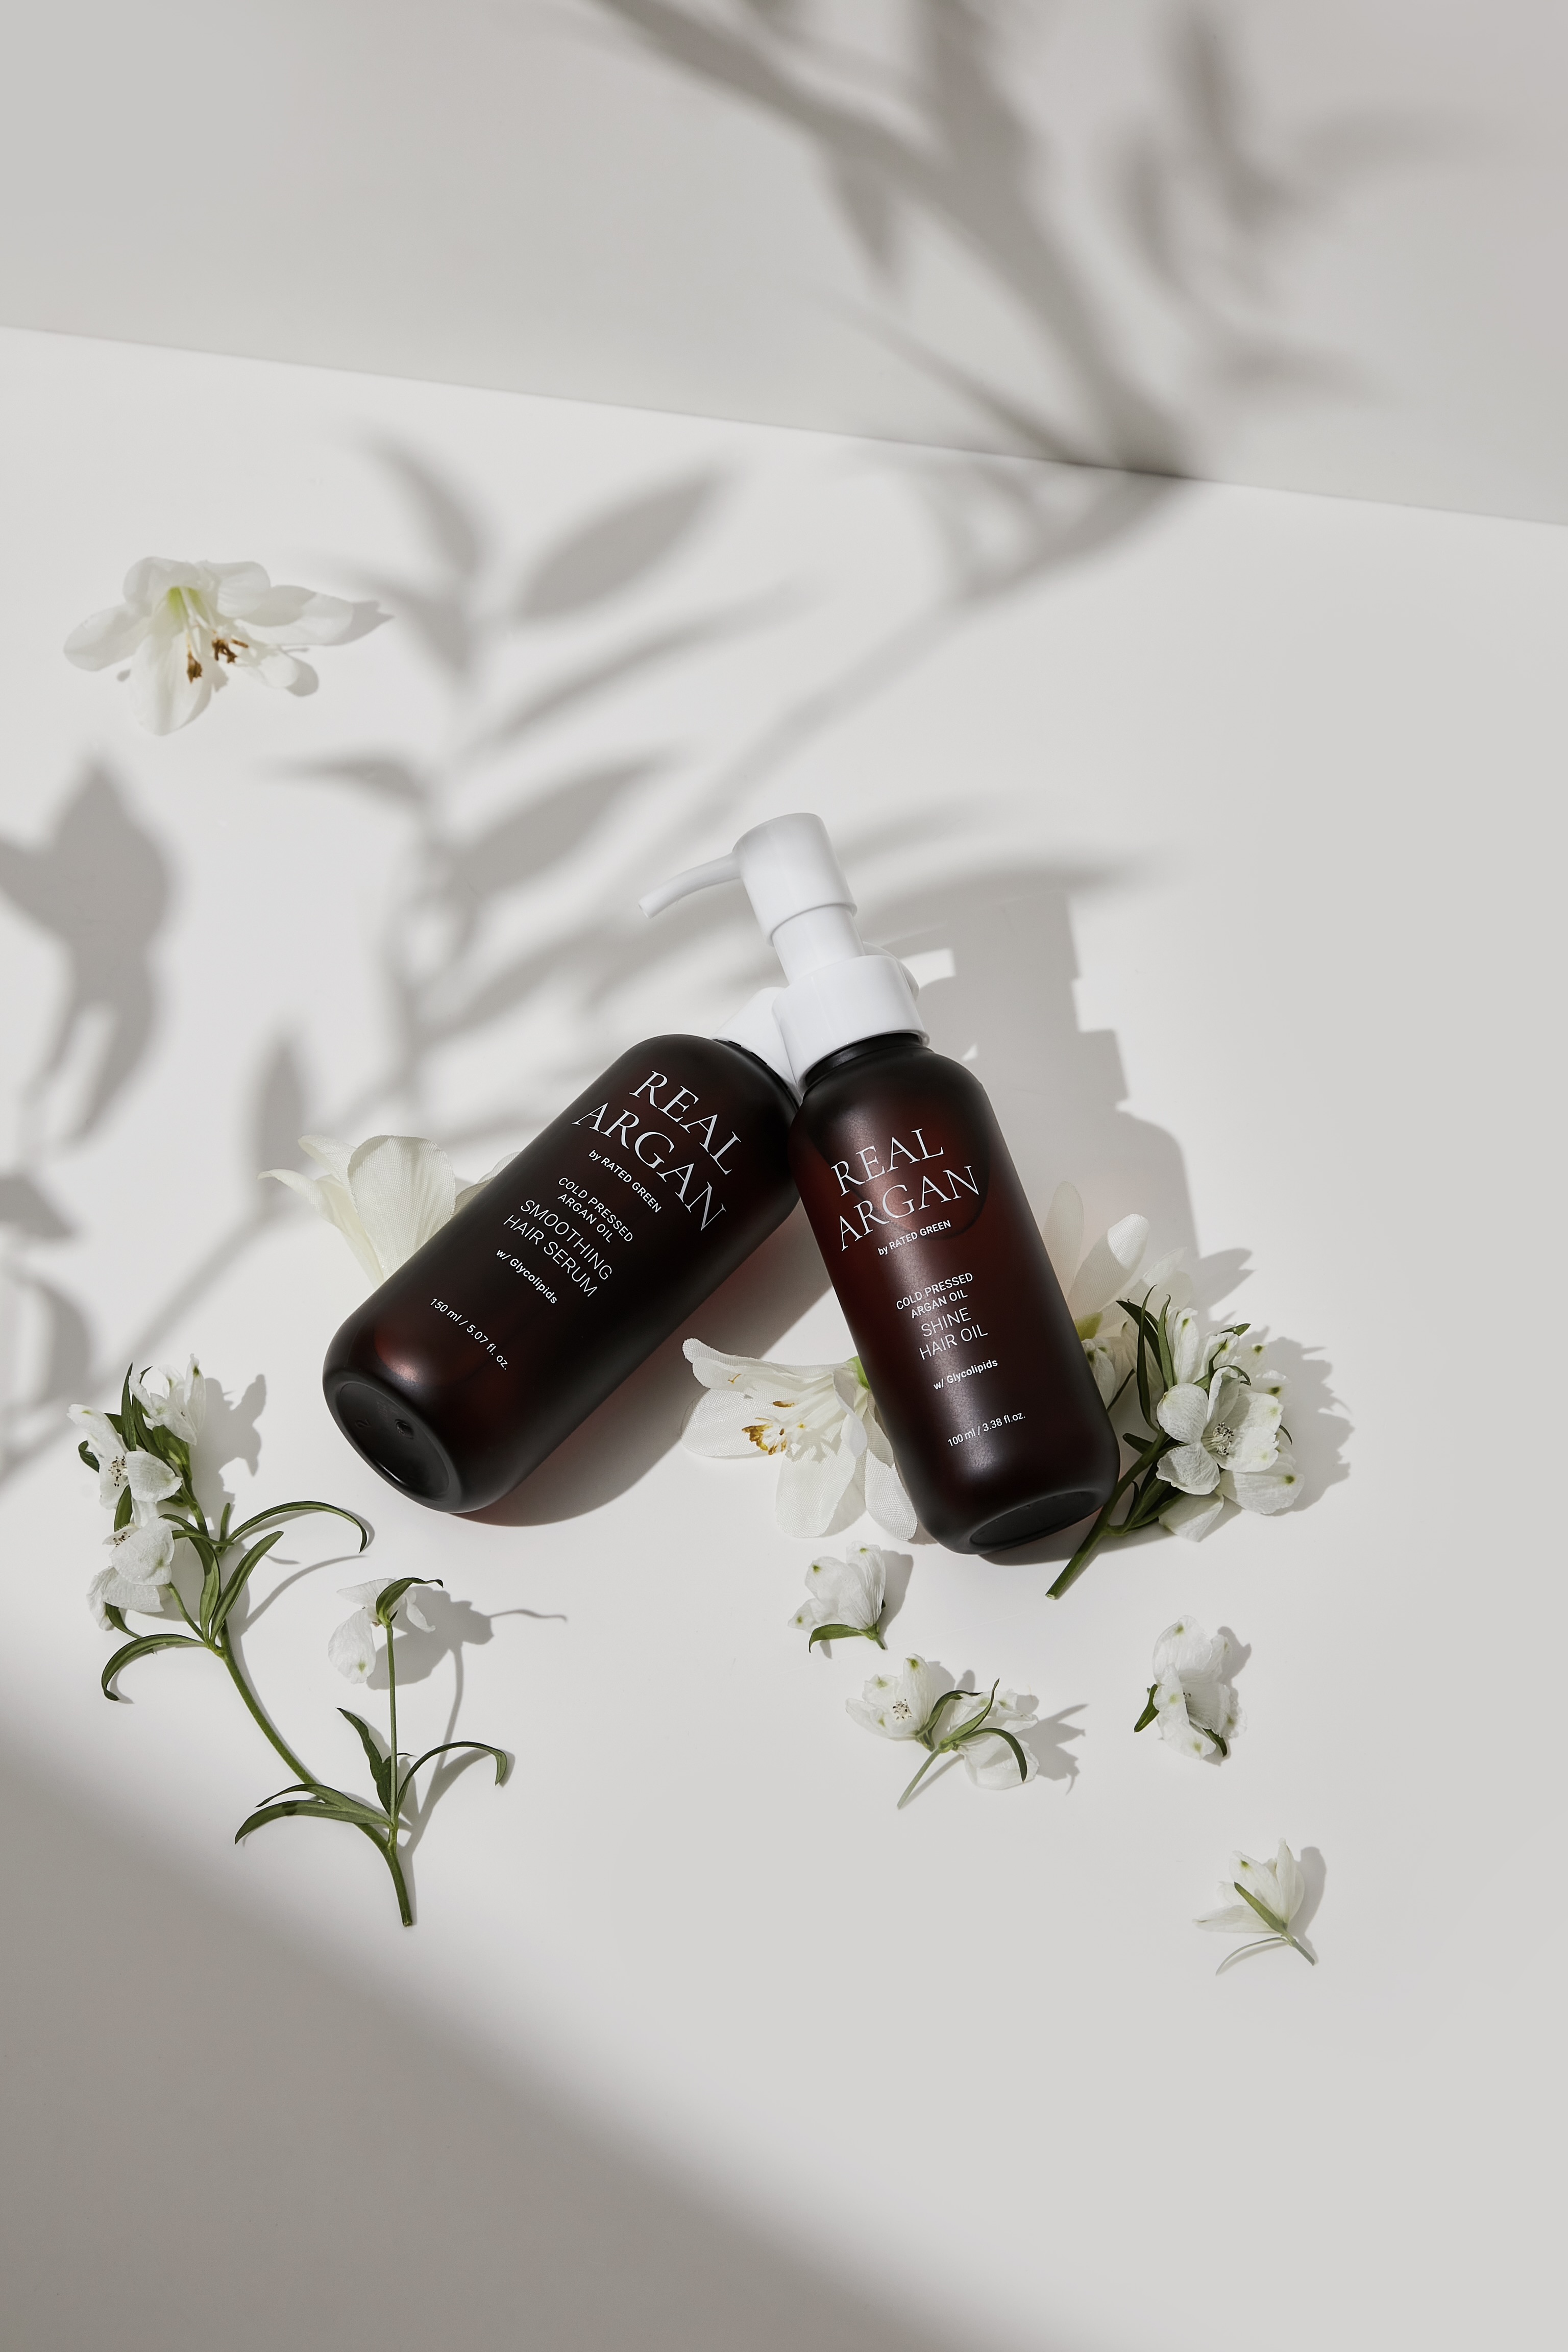 REAL
ARGAN
by RATED GREEN
COLD PRESSED
ARGAN OIL
SMOOTHING
HAIR SERUM
w/ Glycolipids
150 ml / 5.07 fl. oz.
REAL
ARGAN
by RATED GREEN
COLD PRESSED
ARGAN OIL
SHINE
HAIR OIL
w/ Glycolipids
100 ml / 3.38 fl.oz.